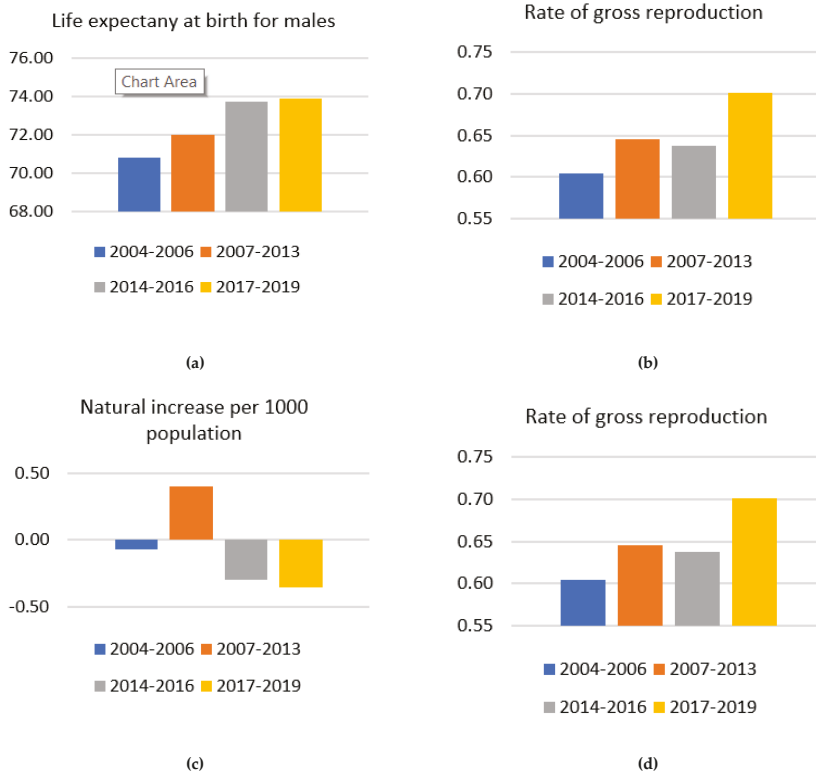 Life expectany at birth for males
76.00
74.00
72.00
70.00
68.00
Chart Area
2004-2006 2007-2013
2014-2016 2017-2019
(a)
Rate of gross reproduction
0.75
0.70
0.65
0.60
0.55
2004-2006 2007-2013
2014-2016 2017-2019
(b)
Natural increase per 1000
population
0.50
0.00
-0.50
2004-2006 2007-2013
2014-2016 2017-2019
(c)
Rate of gross reproduction
0.75
0.70
0.65
0.60
0.55
2004-2006 2007-2013
2014-2016 2017-2019
(d)